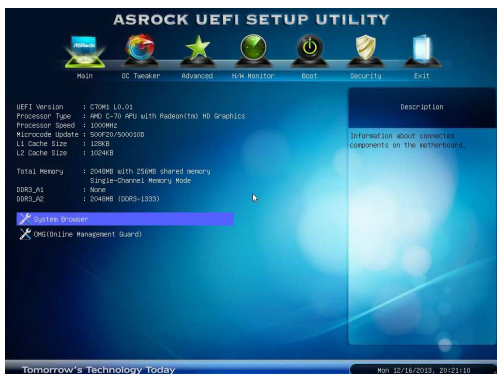 ASROCK UEFI SETUP UTILITY
ASRock
Main OC Tweaker Advanced H/W Monitor Boot Security Exit
UEFI Version : C70M1 L0.01
Processor Type : AMD C-70 APU with Radeon(tm) HD Graphics
Processor Speed : 1000MHz
Microcode Update : 500F20/500010D
L1 Cache Size : 128KB
L2 Cache Size : 1024KB
Total Memory : 2048MB with 256MB shared memory
Single-Channel Memory Mode
DDR3_A1 : None
DDR3_A2 : 2048MB (DDR3-1333)
System Browser
OMG(Online Management Guard)
Description
Information about connected
components on the motherboard.
Tomorrow's Technology Today
Mon 12/16/2013, 20:21:10